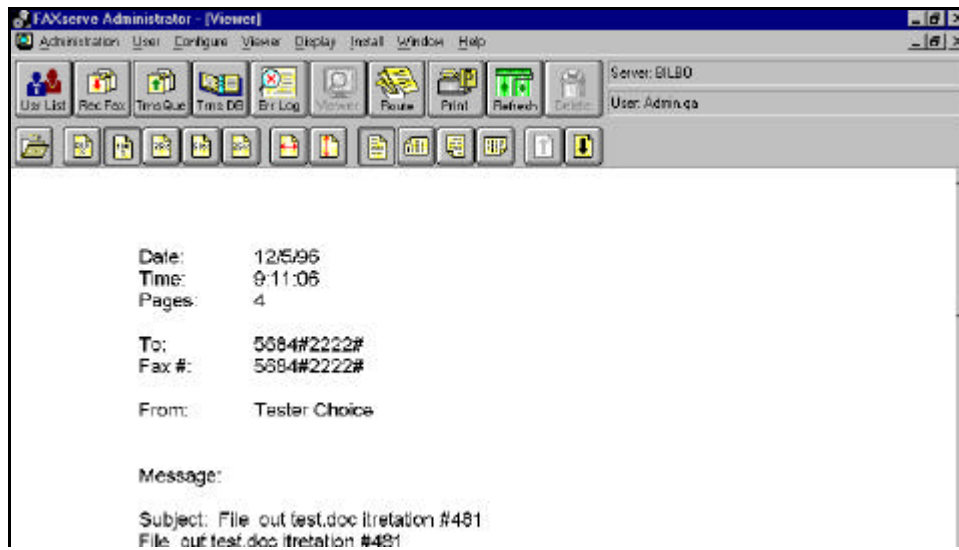 FAXserve Administrator - [Viewer]
Administration User Configure Viewer Display Install Window Help
Usr List Rec Fax Trns Que Trns DB Err Log Viewer Route Print Refresh Delete
Server: BILBO
User: Admin.qa
Date: 12/5/96
Time: 9:11:06
Pages: 4
To: 5684#2222#
Fax #: 5684#2222#
From: Tester Choice
Message:
Subject: File out test.doc itretation #481
File out test.doc itretation #481